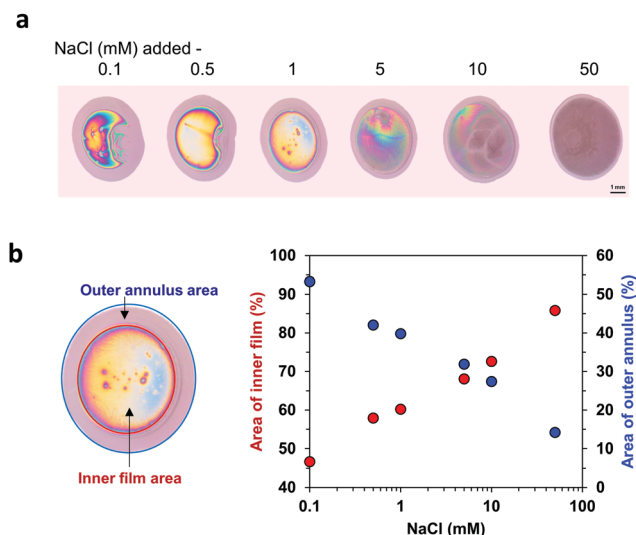 a
NaCl (mM) added -
0.1 0.5 1 5 10 50
1 mm
b
Outer annulus area
Inner film area
Area of inner film (%)
100
90
80
70
60
50
40
Area of outer annulus (%)
60
50
40
30
20
10
0
0.1 1 10 100
NaCl (mM)